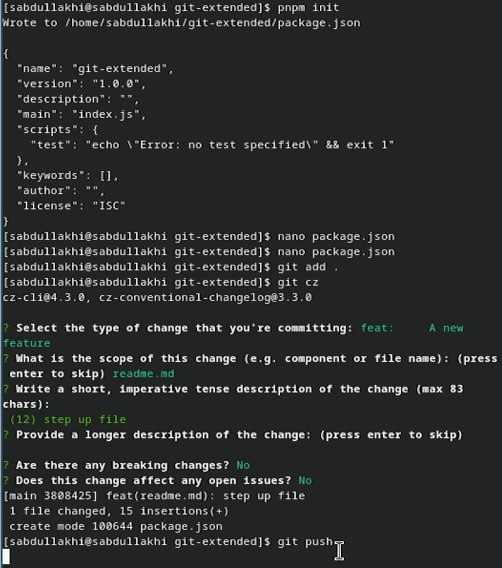 [sabdullakhi@sabdullakhi git-extended]$ pnpm init
Wrote to /home/sabdullakhi/git-extended/package.json

{
  "name": "git-extended",
  "version": "1.0.0",
  "description": "",
  "main": "index.js",
  "scripts": {
    "test": "echo \"Error: no test specified\" && exit 1"
  },
  "keywords": [],
  "author": "",
  "license": "ISC"
}
[sabdullakhi@sabdullakhi git-extended]$ nano package.json
[sabdullakhi@sabdullakhi git-extended]$ nano package.json
[sabdullakhi@sabdullakhi git-extended]$ git add .
[sabdullakhi@sabdullakhi git-extended]$ git cz
cz-cli@4.3.0, cz-conventional-changelog@3.3.0

? Select the type of change that you're committing: feat:     A new
feature
? What is the scope of this change (e.g. component or file name): (press
 enter to skip) readme.md
? Write a short, imperative tense description of the change (max 83
chars):
 (12) step up file
? Provide a longer description of the change: (press enter to skip)

? Are there any breaking changes? No
? Does this change affect any open issues? No
[main 3808425] feat(readme.md): step up file
 1 file changed, 15 insertions(+)
 create mode 100644 package.json
[sabdullakhi@sabdullakhi git-extended]$ git push